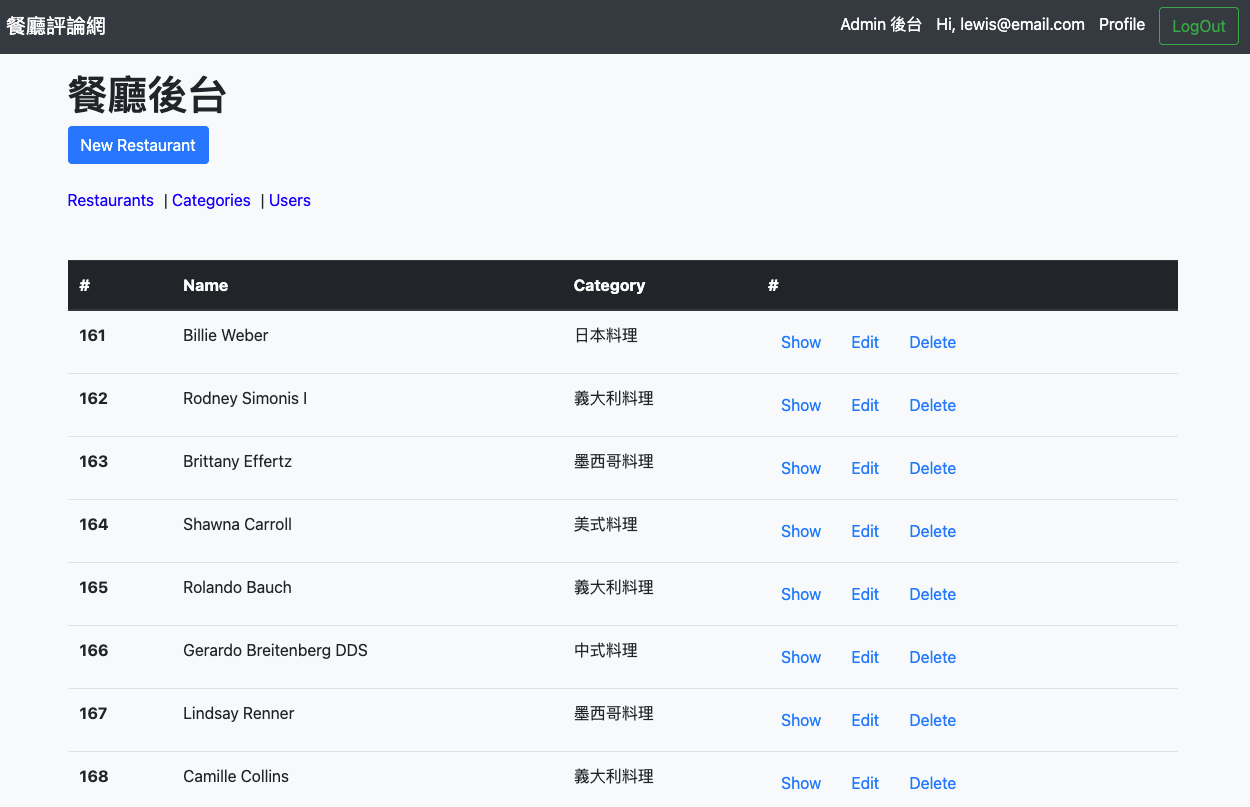 餐廳評論網 Admin 後台 Hi, lewis@email.com Profile LogOut
餐廳後台
New Restaurant
Restaurants | Categories | Users
# Name Category #
161 Billie Weber 日本料理 Show Edit Delete
162 Rodney Simonis I 義大利料理 Show Edit Delete
163 Brittany Effertz 墨西哥料理 Show Edit Delete
164 Shawna Carroll 美式料理 Show Edit Delete
165 Rolando Bauch 義大利料理 Show Edit Delete
166 Gerardo Breitenberg DDS 中式料理 Show Edit Delete
167 Lindsay Renner 墨西哥料理 Show Edit Delete
168 Camille Collins 義大利料理 Show Edit Delete